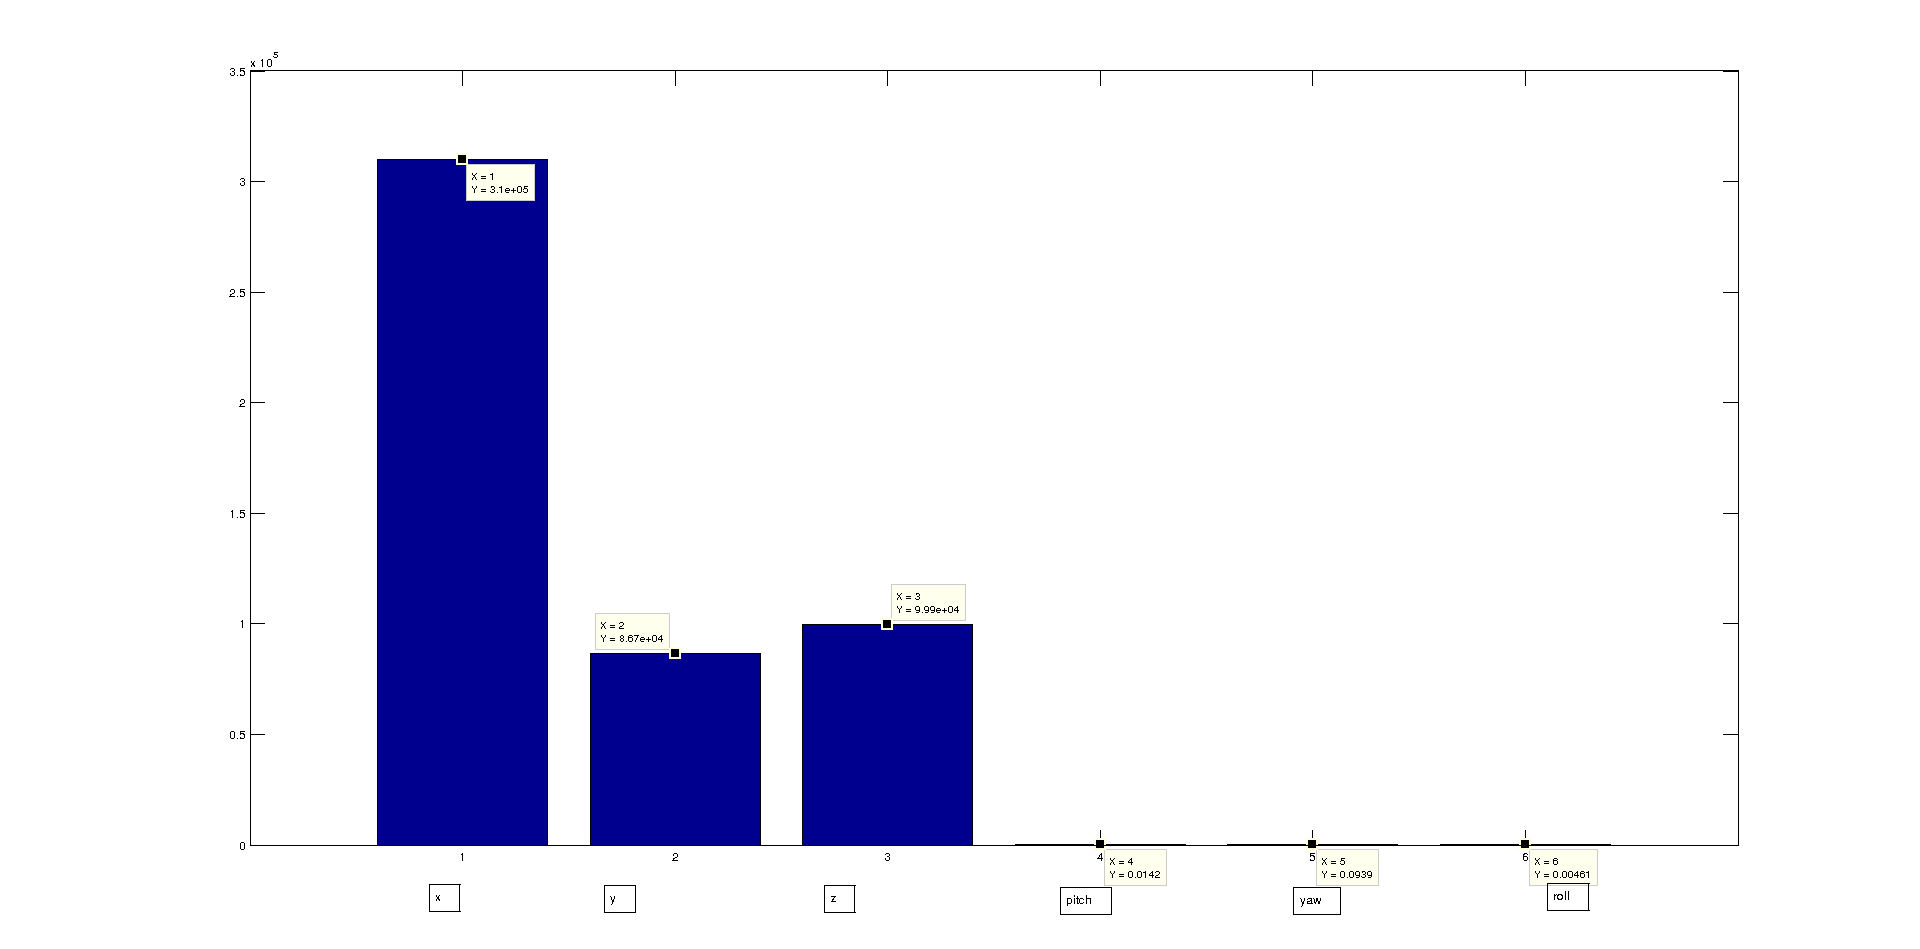 x 10^5
3.5
3
2.5
2
1.5
1
0.5
0
X = 1
Y = 3.1e+05
X = 2
Y = 8.67e+04
X = 3
Y = 9.99e+04
X = 4
Y = 0.0142
X = 5
Y = 0.0939
X = 6
Y = 0.00461
1 2 3 4 5 6
x y z pitch yaw roll